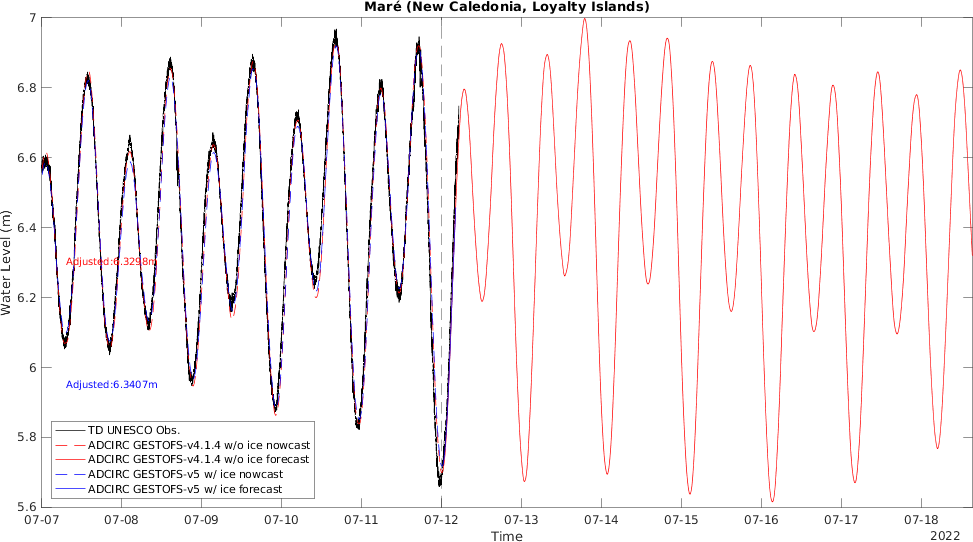 Maré (New Caledonia, Loyalty Islands)
7
6.8
6.6
6.4
6.2
6
5.8
5.6
Water Level (m)
Adjusted:6.3298m
Adjusted:6.3407m
TD UNESCO Obs.
ADCIRC GESTOFS-v4.1.4 w/o ice nowcast
ADCIRC GESTOFS-v4.1.4 w/o ice forecast
ADCIRC GESTOFS-v5 w/ ice nowcast
ADCIRC GESTOFS-v5 w/ ice forecast
07-07 07-08 07-09 07-10 07-11 07-12 07-13 07-14 07-15 07-16 07-17 07-18
Time
2022